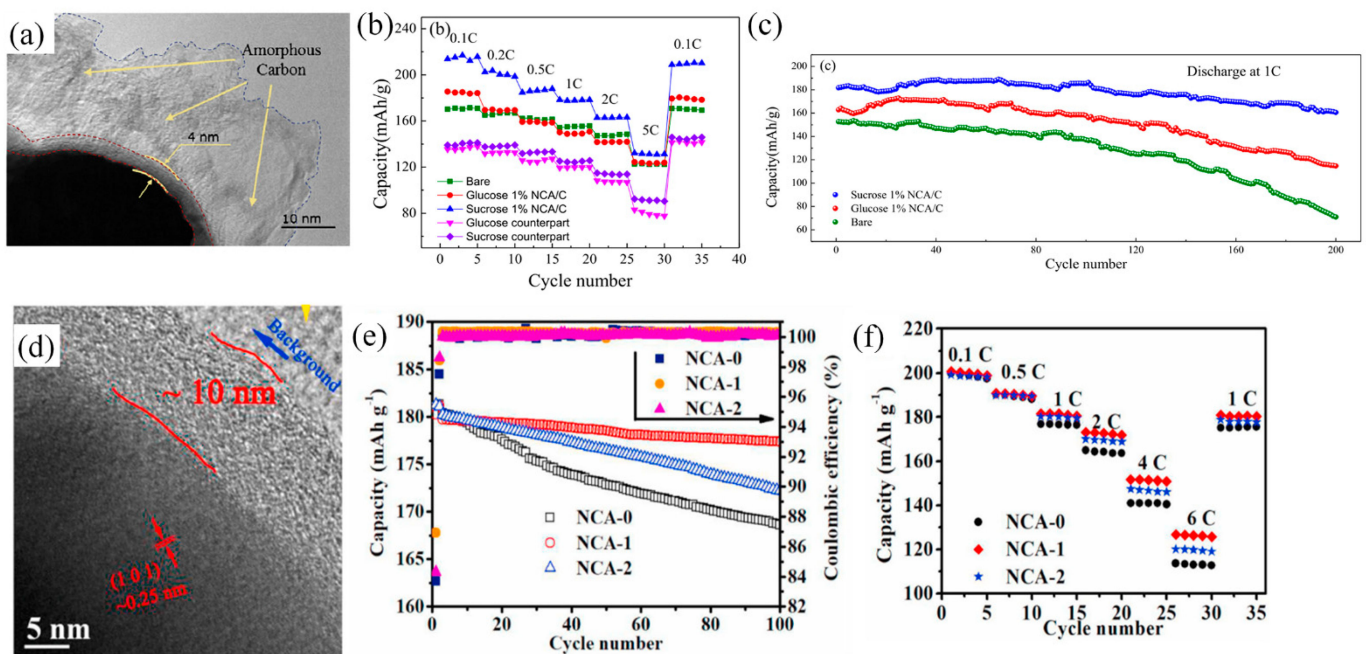 (a)
Amorphous
Carbon
4 nm
10 nm
(b)
(b)
240
220
200
180
160
140
120
100
80
0.1C
0.2C
0.5C
1C
2C
5C
0.1C
Capacity(mAh/g)
Bare
Glucose 1% NCA/C
Sucrose 1% NCA/C
Glucose counterpart
Sucrose counterpart
0 5 10 15 20 25 30 35 40
Cycle number
(c)
(c)
Discharge at 1C
200
180
160
140
120
100
80
60
Capacity(mAh/g)
Sucrose 1% NCA/C
Glucose 1% NCA/C
Bare
0 40 80 120 160 200
Cycle number
(d)
Background
~ 10 nm
(1 0 1)
~0.25 nm
5 nm
(e)
190
185
180
175
170
165
160
Capacity (mAh g-1)
NCA-0
NCA-1
NCA-2
NCA-0
NCA-1
NCA-2
100
98
96
94
93
91
90
88
87
86
84
82
Coulombic efficiency (%)
0 20 40 60 80 100
Cycle number
(f)
220
200
180
160
140
120
100
Capacity (mAh g-1)
0.1 C
0.5 C
1 C
2 C
4 C
6 C
1 C
NCA-0
NCA-1
NCA-2
0 5 10 15 20 25 30 35
Cycle number